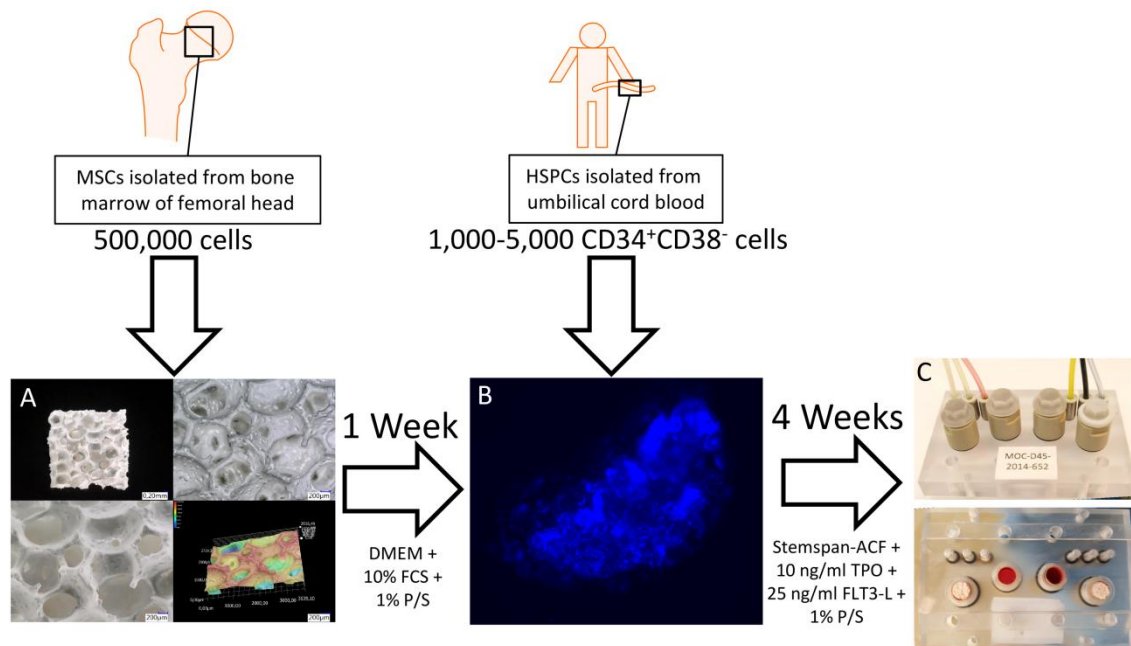 MSCs isolated from bone
marrow of femoral head
500,000 cells
HSPCs isolated from
umbilical cord blood
1,000-5,000 CD34⁺CD38⁻ cells
A
0,20mm
200µm
200µm
1 Week
DMEM +
10% FCS +
1% P/S
B
4 Weeks
Stemspan-ACF +
10 ng/ml TPO +
25 ng/ml FLT3-L +
1% P/S
C
MOC-D45-
2014-652